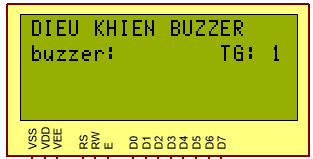 DIEU KHIEN BUZZER
buzzer: TG: 1
VSS VDD VEE RS RW E D0 D1 D2 D3 D4 D5 D6 D7